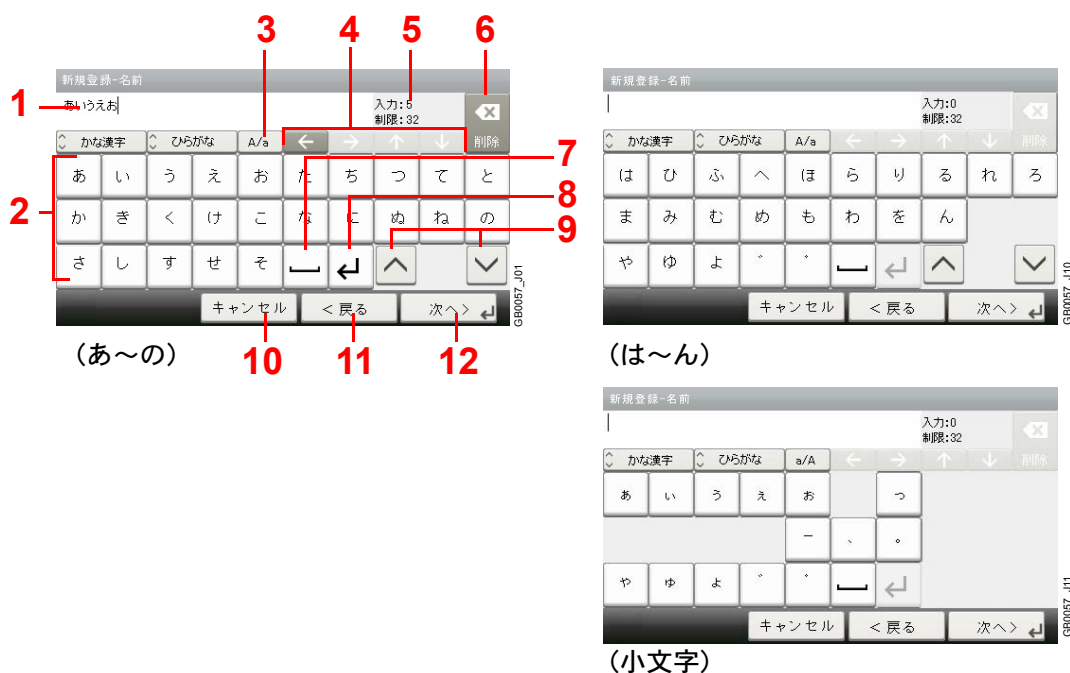 3 4 5 6
新規登録-名前
1
あいうえお
入力:5
制限:32
かな漢字 ひらがな A/a ← → ↑ ↓ 削除
2
あ い う え お た ち つ て と
7
か き く け こ な に ぬ ね の
8
9
さ し す せ そ
キャンセル <戻る 次へ>
GB0057_J01
(あ～の)
10 11 12
新規登録-名前
入力:0
制限:32
かな漢字 ひらがな A/a ← → ↑ ↓ 削除
は ひ ふ へ ほ ら り る れ ろ
ま み む め も わ を ん
や ゆ よ ゛ ゜
キャンセル <戻る 次へ>
GB0057_J10
(は～ん)
新規登録-名前
入力:0
制限:32
かな漢字 ひらがな a/A ← → ↑ ↓ 削除
ぁ ぃ ぅ ぇ ぉ っ
ー 、 。
ゃ ゅ ょ ゛ ゜
キャンセル <戻る 次へ>
GB0057_J11
(小文字)